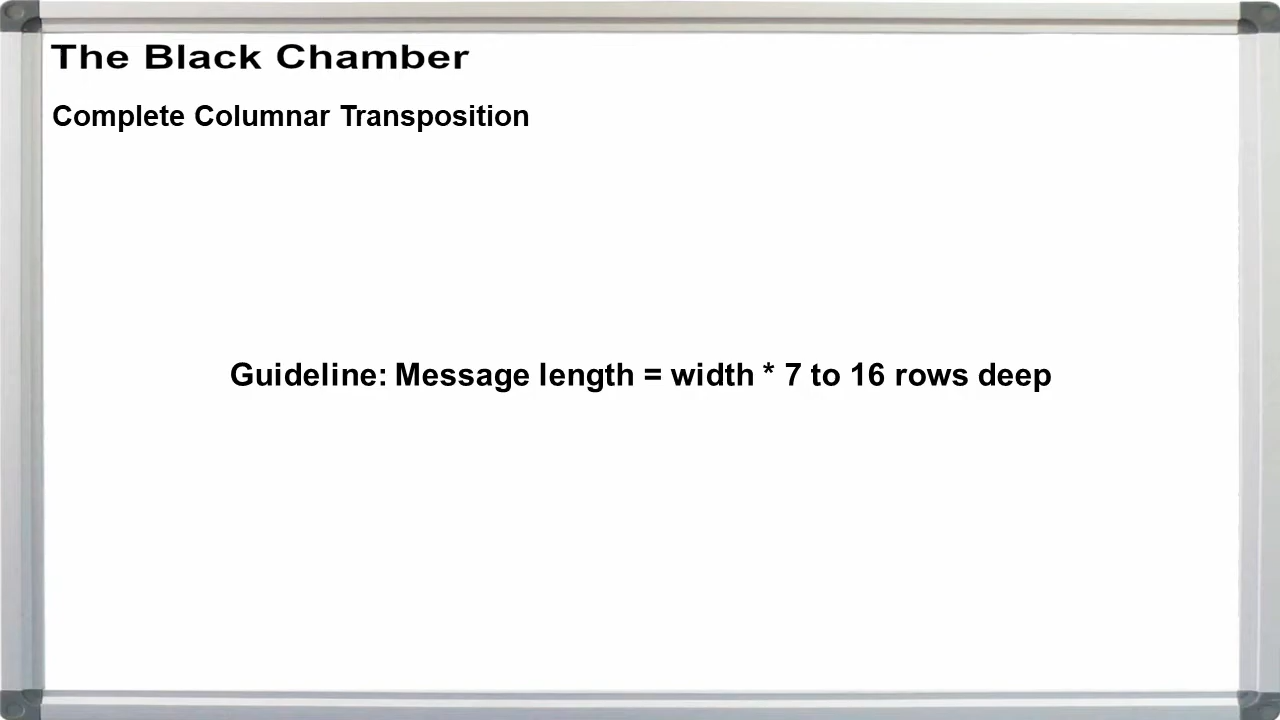 The Black Chamber
Complete Columnar Transposition
Guideline: Message length = width * 7 to 16 rows deep